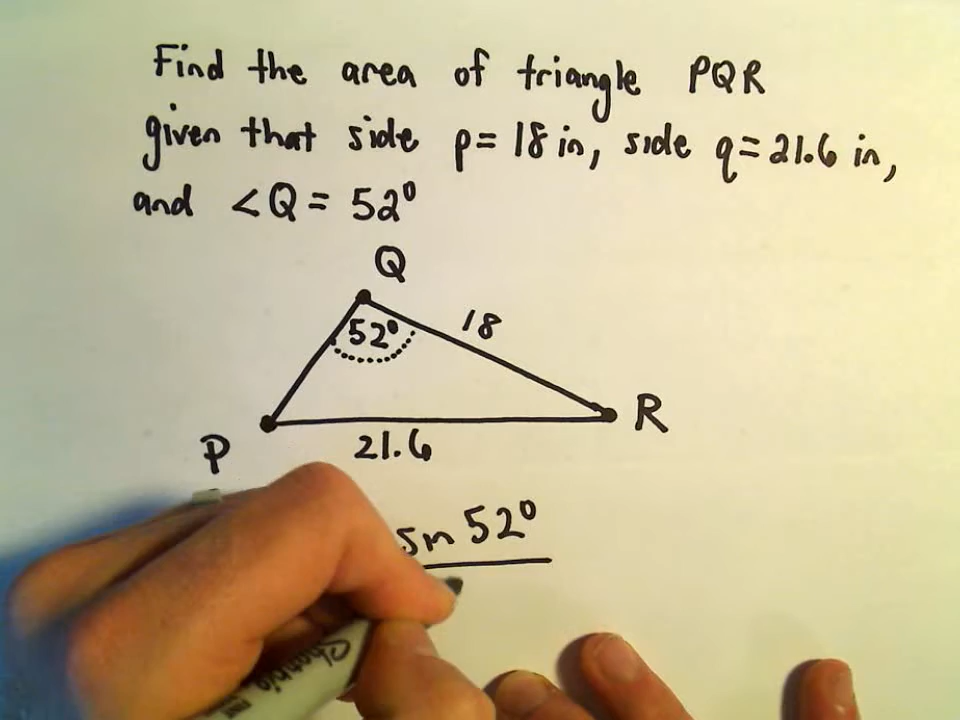 Find the area of triangle PQR
given that side p= 18 in, side q=21.6 in,
and <Q = 52°
Q
52°
18
R
P
21.6
sin 52°
Sharpie